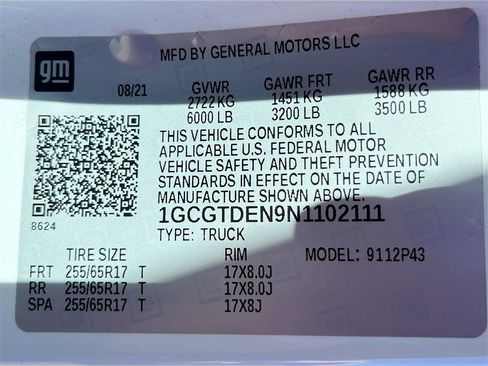 gm
MFD BY GENERAL MOTORS LLC
08/21 GVWR GAWR FRT GAWR RR
2722 KG 1451 KG 1588 KG
6000 LB 3200 LB 3500 LB
THIS VEHICLE CONFORMS TO ALL
APPLICABLE U.S. FEDERAL MOTOR
VEHICLE SAFETY AND THEFT PREVENTION
STANDARDS IN EFFECT ON THE DATE OF
MANUFACTURE SHOWN ABOVE.
1GCGTDEN9N1102111
8624
TYPE: TRUCK
TIRE SIZE RIM MODEL: 9112P43
FRT 255/65R17 T 17X8.0J
RR 255/65R17 T 17X8.0J
SPA 255/65R17 T 17X8J